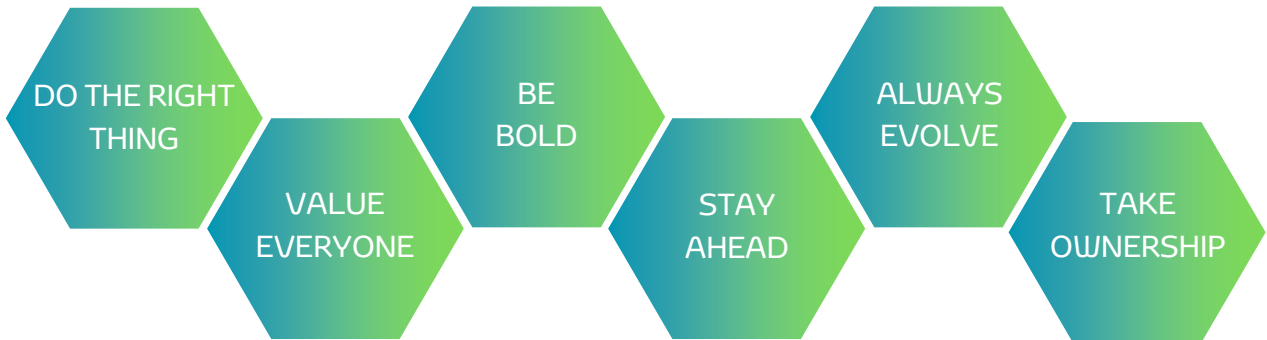 DO THE RIGHT
THING
VALUE
EVERYONE
BE
BOLD
STAY
AHEAD
ALWAYS
EVOLVE
TAKE
OWNERSHIP